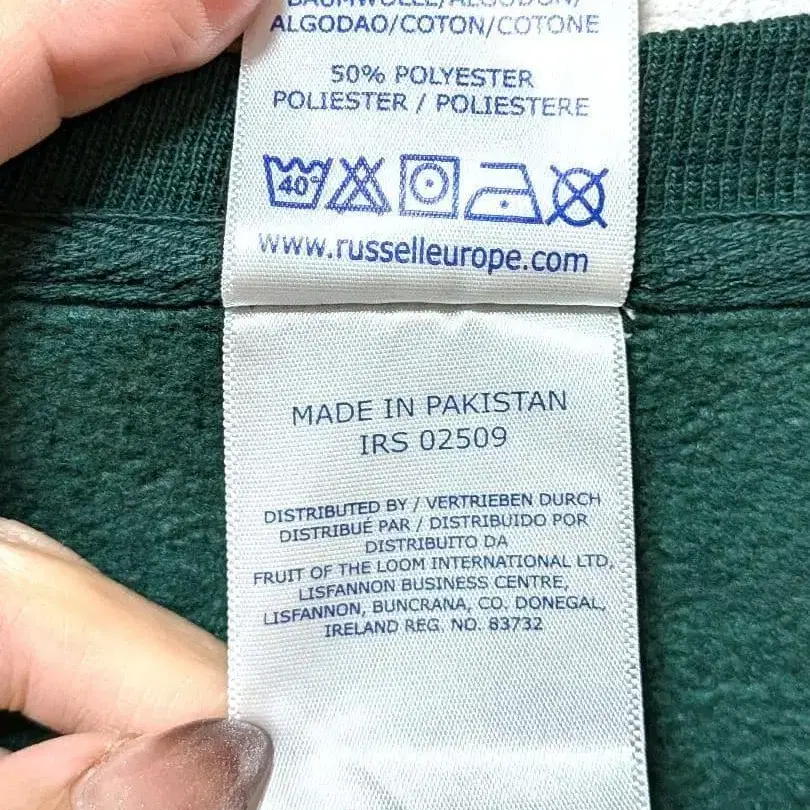 BAUMWOLLE/ALGODON/
ALGODAO/COTON/COTONE
50% POLYESTER
POLIESTER / POLIESTERE
40°
www.russelleurope.com
MADE IN PAKISTAN
IRS 02509
DISTRIBUTED BY / VERTRIEBEN DURCH
DISTRIBUÉ PAR / DISTRIBUIDO POR
DISTRIBUITO DA
FRUIT OF THE LOOM INTERNATIONAL LTD,
LISFANNON BUSINESS CENTRE,
LISFANNON, BUNCRANA, CO. DONEGAL,
IRELAND REG. NO. 83732